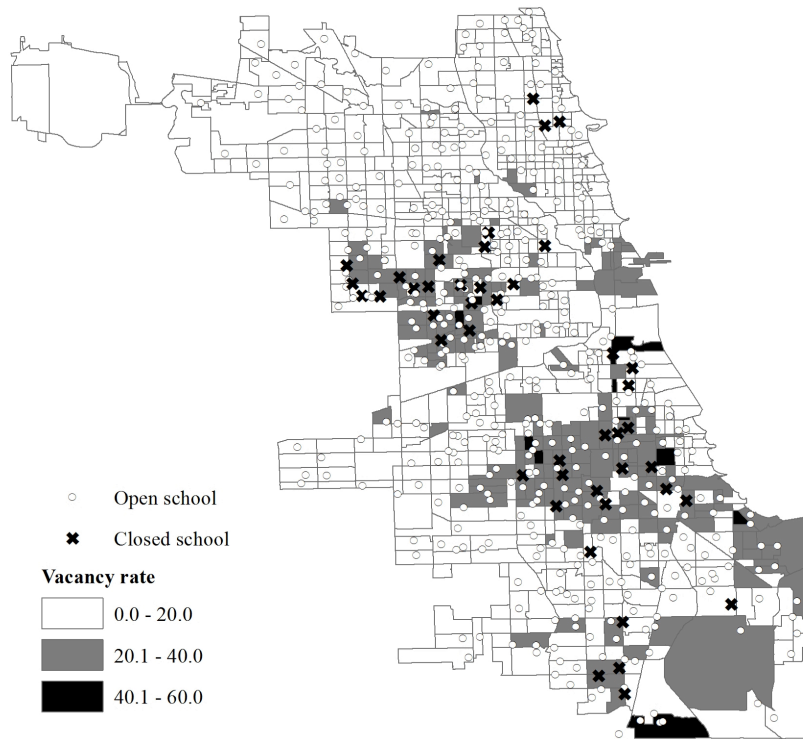 Open school
Closed school
Vacancy rate
0.0 - 20.0
20.1 - 40.0
40.1 - 60.0